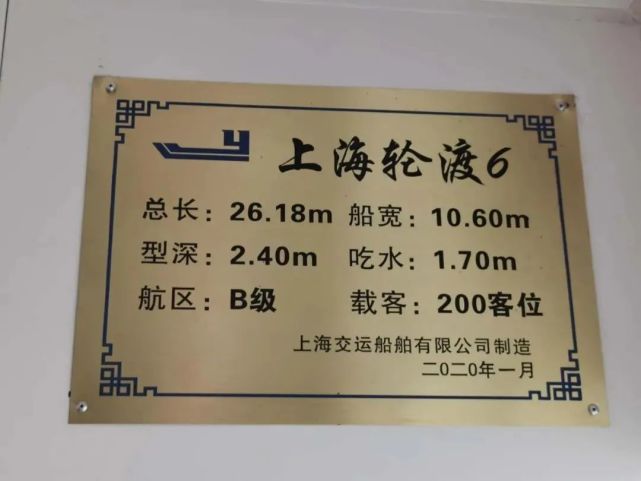 上海轮渡6
总长：26.18m 船宽：10.60m
型深：2.40m 吃水：1.70m
航区：B级 载客：200客位
上海交运船舶有限公司制造
二〇二〇年一月